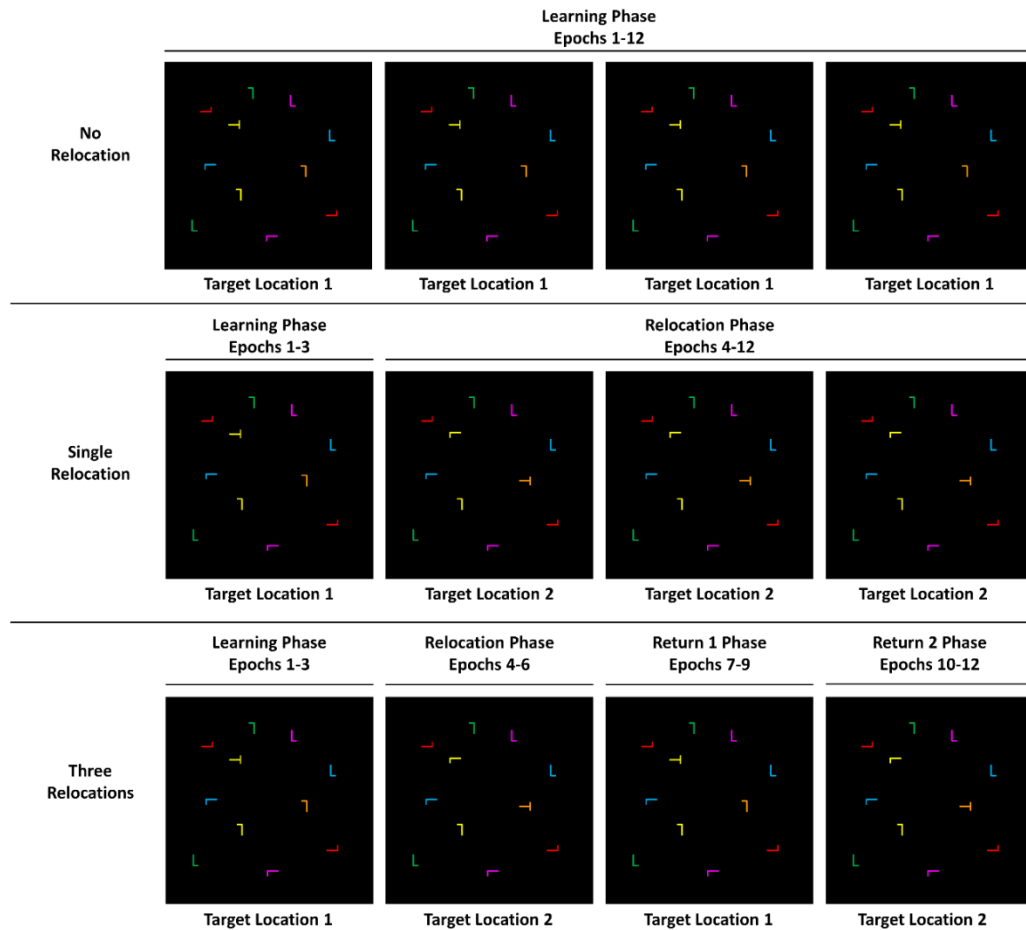 Learning Phase
Epochs 1-12
No
Relocation
Target Location 1
Target Location 1
Target Location 1
Target Location 1
Learning Phase
Epochs 1-3
Relocation Phase
Epochs 4-12
Single
Relocation
Target Location 1
Target Location 2
Target Location 2
Target Location 2
Learning Phase
Epochs 1-3
Relocation Phase
Epochs 4-6
Return 1 Phase
Epochs 7-9
Return 2 Phase
Epochs 10-12
Three
Relocations
Target Location 1
Target Location 2
Target Location 1
Target Location 2